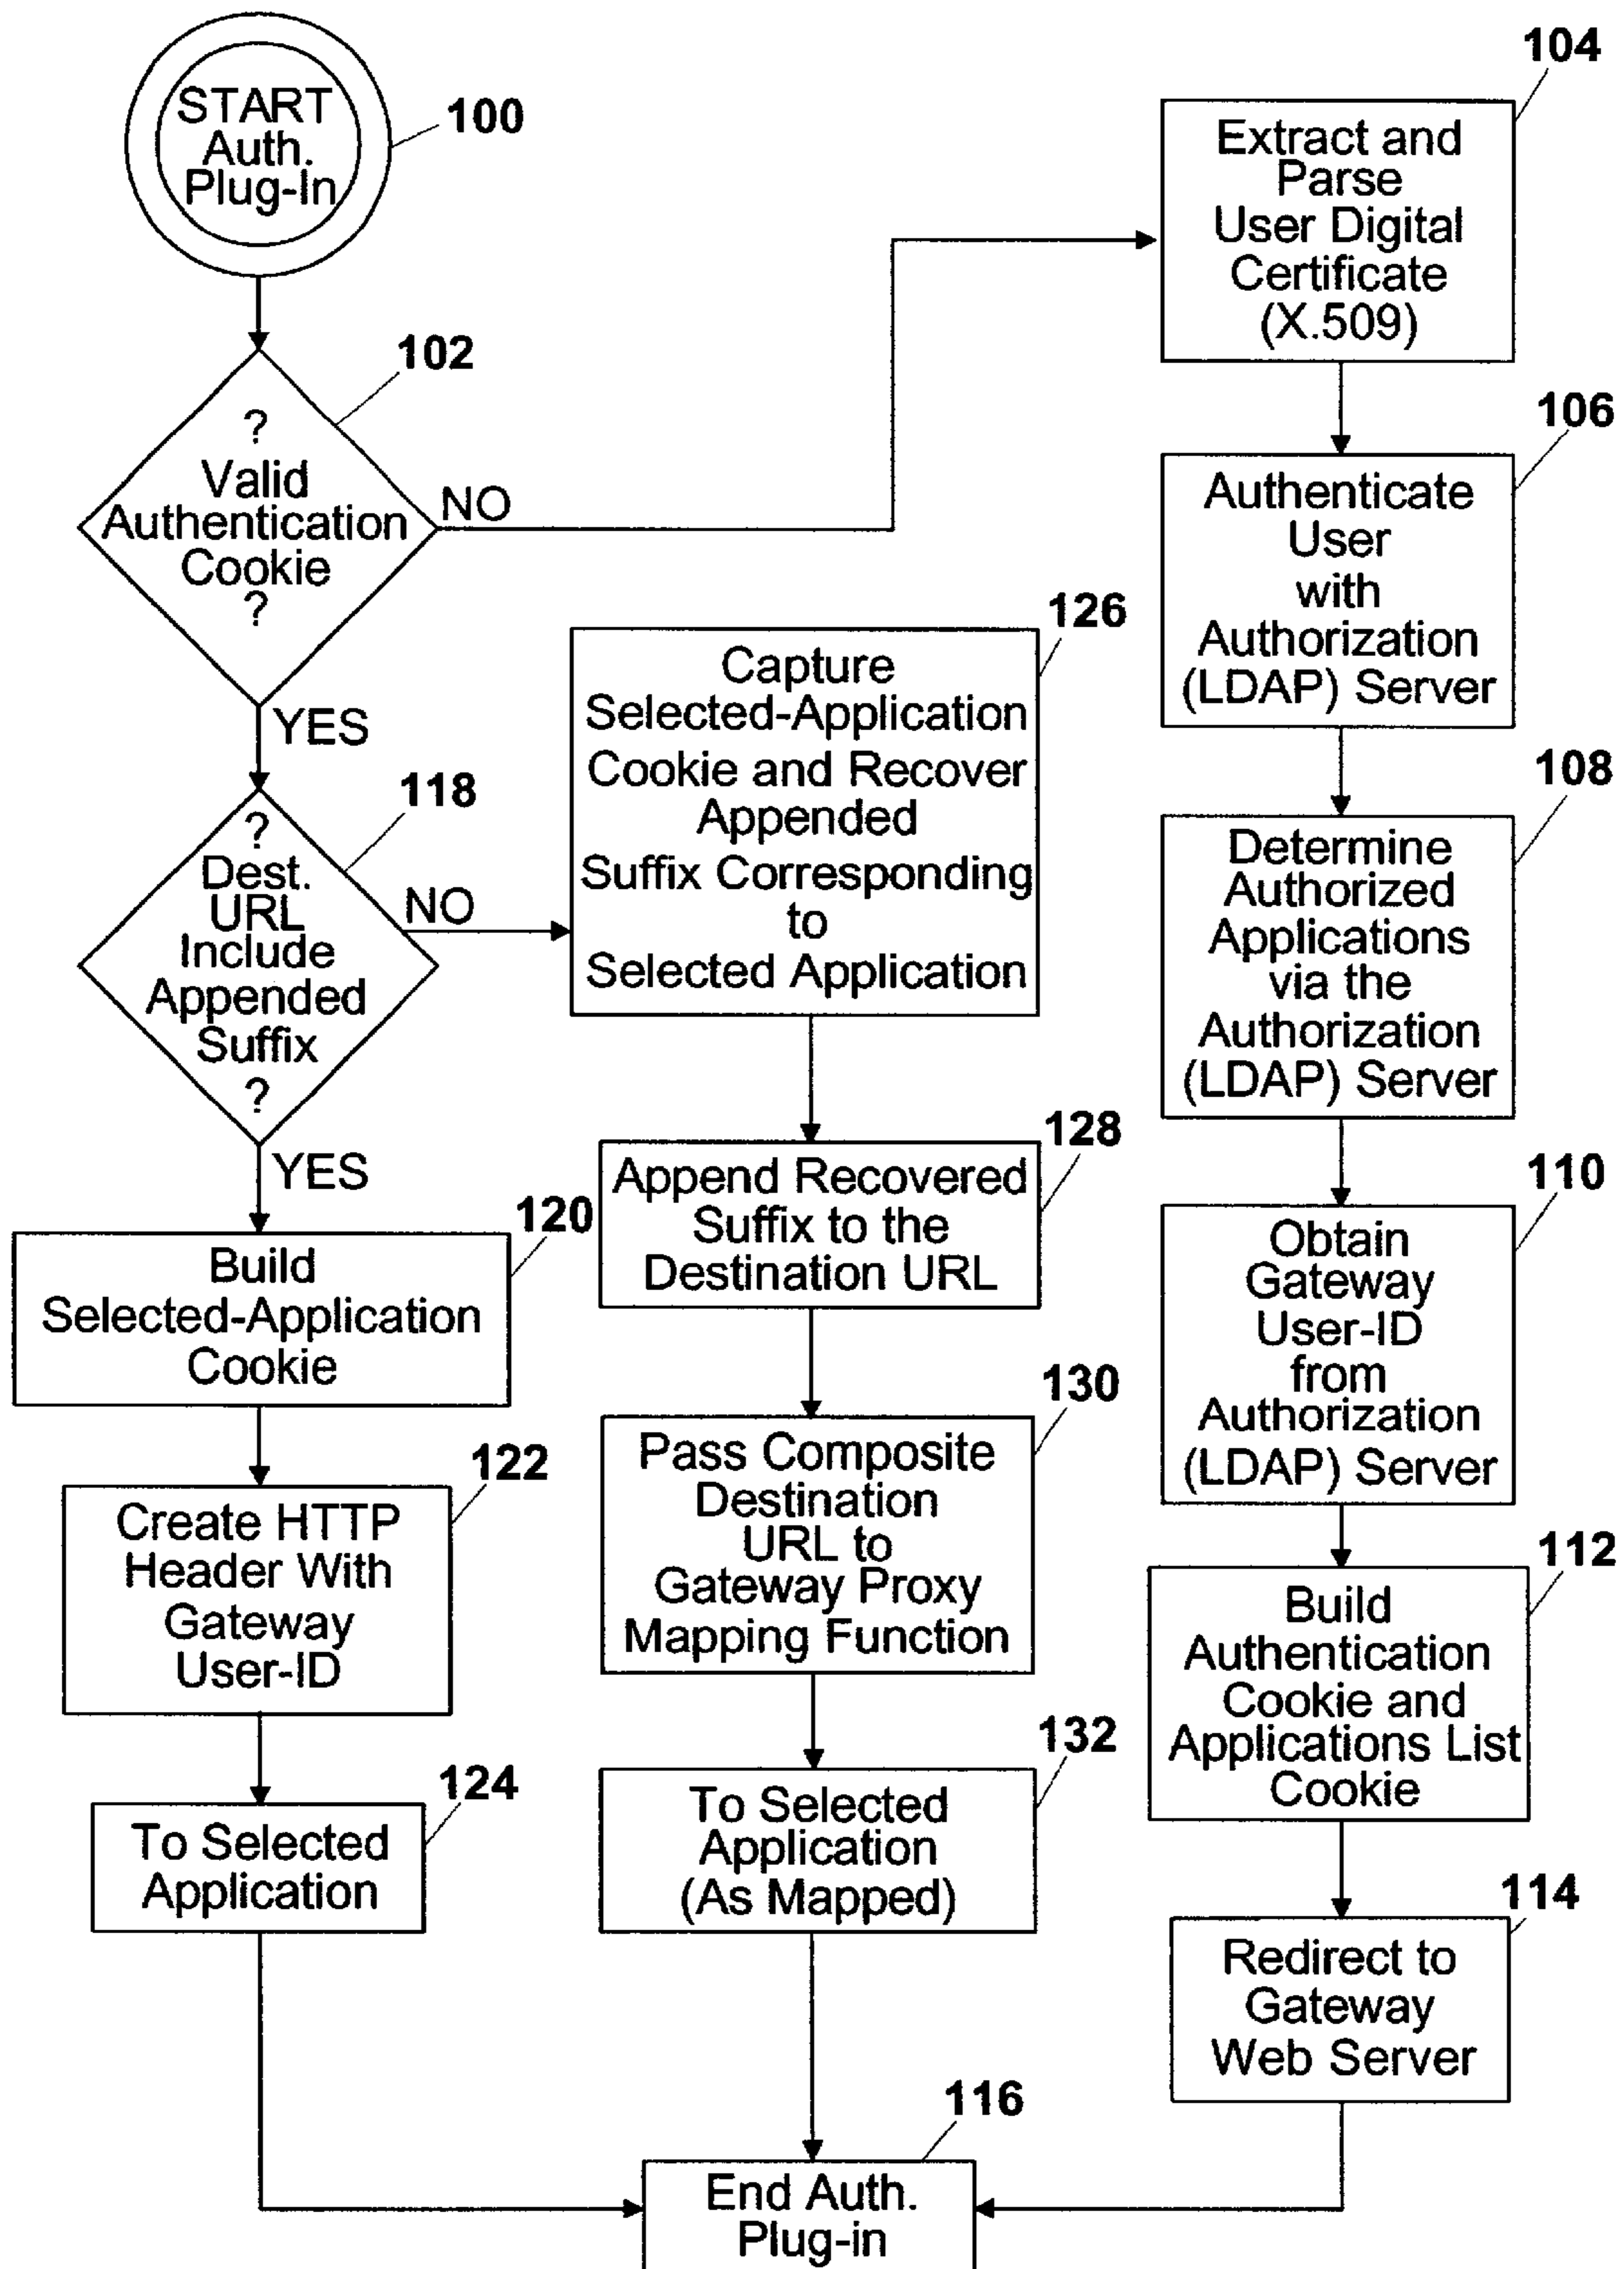 START
Auth.
Plug-In
100
102
?
Valid
Authentication
Cookie
?
NO
YES
118
?
Dest.
URL
Include
Appended
Suffix
?
NO
YES
120
Build
Selected-Application
Cookie
122
Create HTTP
Header With
Gateway
User-ID
124
To Selected
Application
126
Capture
Selected-Application
Cookie and Recover
Appended
Suffix Corresponding
to
Selected Application
128
Append Recovered
Suffix to the
Destination URL
130
Pass Composite
Destination
URL to
Gateway Proxy
Mapping Function
132
To Selected
Application
(As Mapped)
104
Extract and
Parse
User Digital
Certificate
(X.509)
106
Authenticate
User
with
Authorization
(LDAP) Server
108
Determine
Authorized
Applications
via the
Authorization
(LDAP) Server
110
Obtain
Gateway
User-ID
from
Authorization
(LDAP) Server
112
Build
Authentication
Cookie and
Applications List
Cookie
114
Redirect to
Gateway
Web Server
116
End Auth.
Plug-in